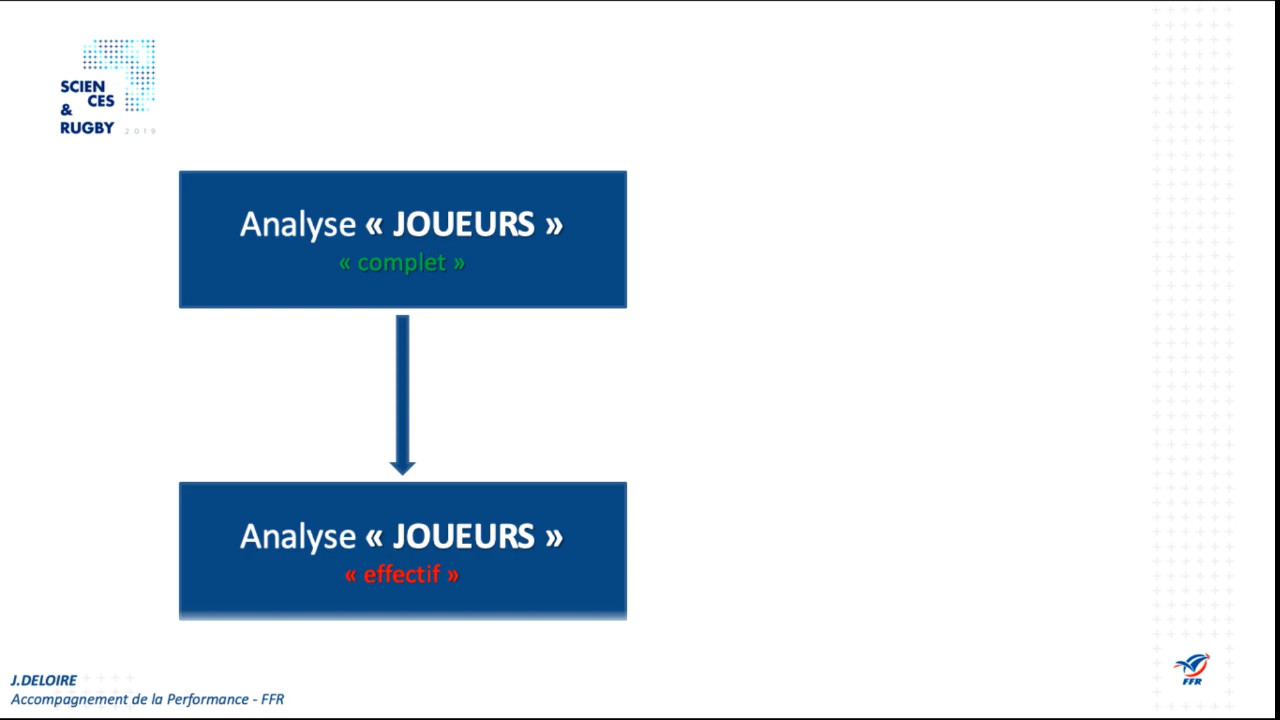 SCIEN
CES
&
RUGBY 2019
Analyse « JOUEURS »
« complet »
Analyse « JOUEURS »
« effectif »
J.DELOIRE
Accompagnement de la Performance - FFR
FFR